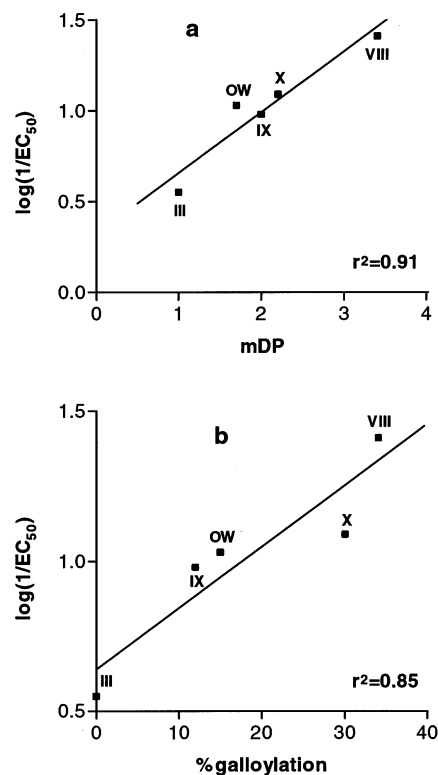 a
1.5
1.0
0.5
0.0
log(1/EC50)
OW
X
VIII
IX
III
r²=0.91
0 1 2 3 4
mDP
b
1.5
1.0
0.5
log(1/EC50)
VIII
X
OW
IX
III
r²=0.85
0 10 20 30 40
%galloylation